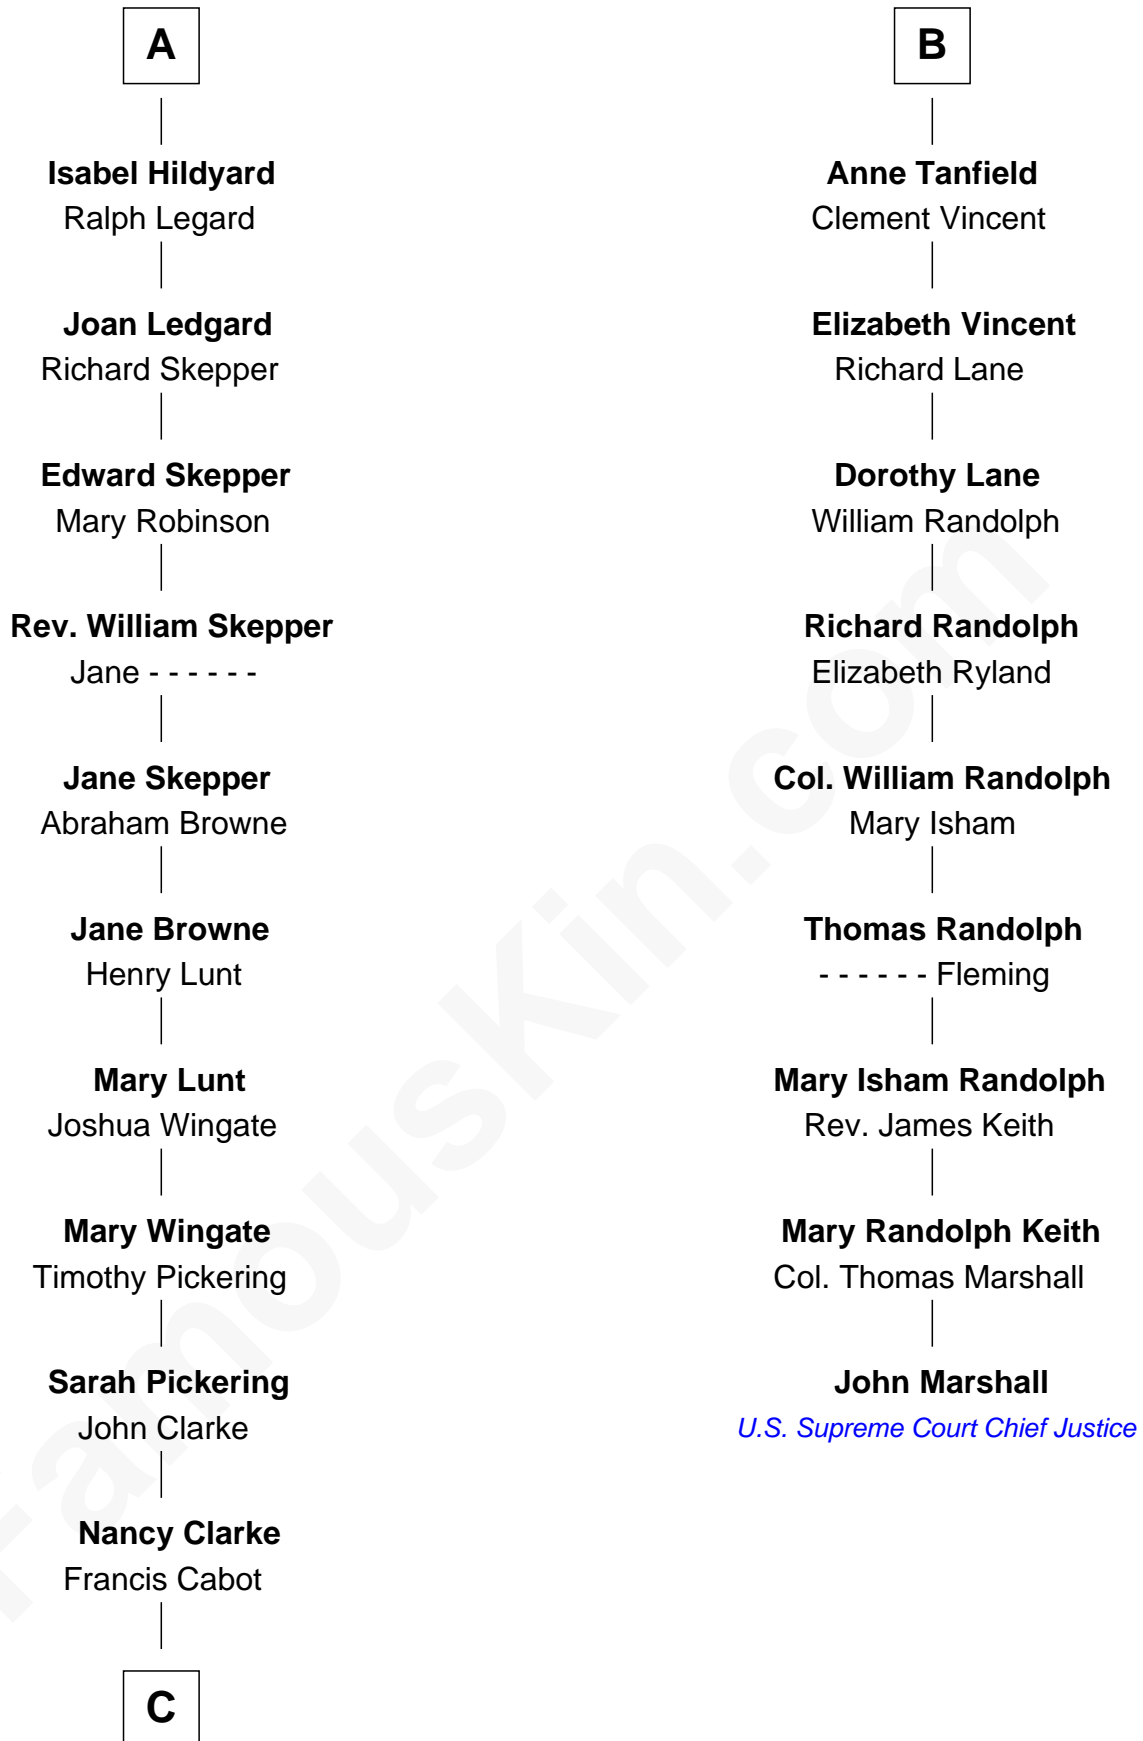 A
Isabel Hildyard
Ralph Legard
Joan Ledgard
Richard Skepper
Edward Skepper
Mary Robinson
Rev. William Skepper
Jane - - - - - -
Jane Skepper
Abraham Browne
Jane Browne
Henry Lunt
Mary Lunt
Joshua Wingate
Mary Wingate
Timothy Pickering
Sarah Pickering
John Clarke
Nancy Clarke
Francis Cabot
C
B
Anne Tanfield
Clement Vincent
Elizabeth Vincent
Richard Lane
Dorothy Lane
William Randolph
Richard Randolph
Elizabeth Ryland
Col. William Randolph
Mary Isham
Thomas Randolph
- - - - - - Fleming
Mary Isham Randolph
Rev. James Keith
Mary Randolph Keith
Col. Thomas Marshall
John Marshall
U.S. Supreme Court Chief Justice
FamousKin.com